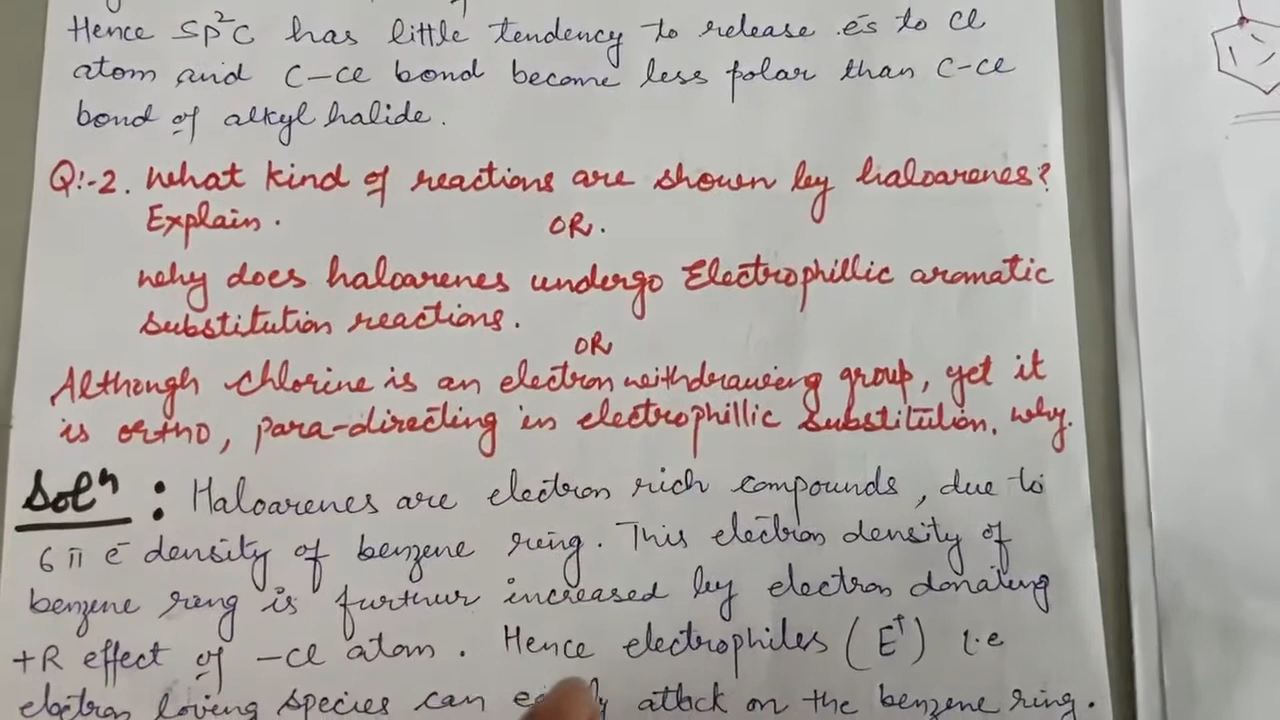 Hence sp²C has little tendency to release es to Cl
atom and C-Cl bond become less polar than C-Cl
bond of alkyl halide.
Q:-2. What kind of reactions are shown by haloarenes?
Explain. OR.
why does haloarenes undergo Electrophillic aromatic
substitution reactions.
OR
Although chlorine is an electron withdrawing group, yet it
is ortho, para-directing in electrophillic substitution. why.
Solⁿ : Haloarenes are electron rich compounds, due to
6 π ē density of benzene ring. This electron density of
benzene ring is further increased by electron donating
+R effect of -Cl atom. Hence electrophiles (E⁺) i.e
electron loving species can attack on the benzene ring.